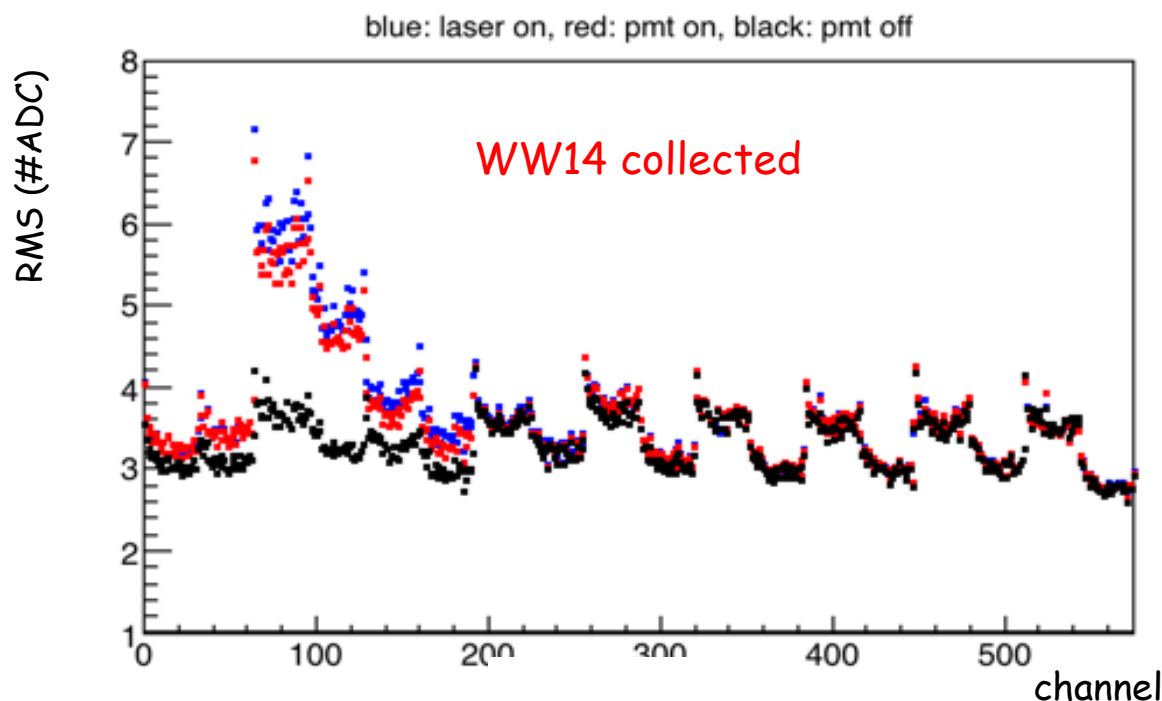 blue: laser on, red: pmt on, black: pmt off
RMS (#ADC)
WW14 collected
8
7
6
5
4
3
2
1
0 100 200 300 400 500
channel